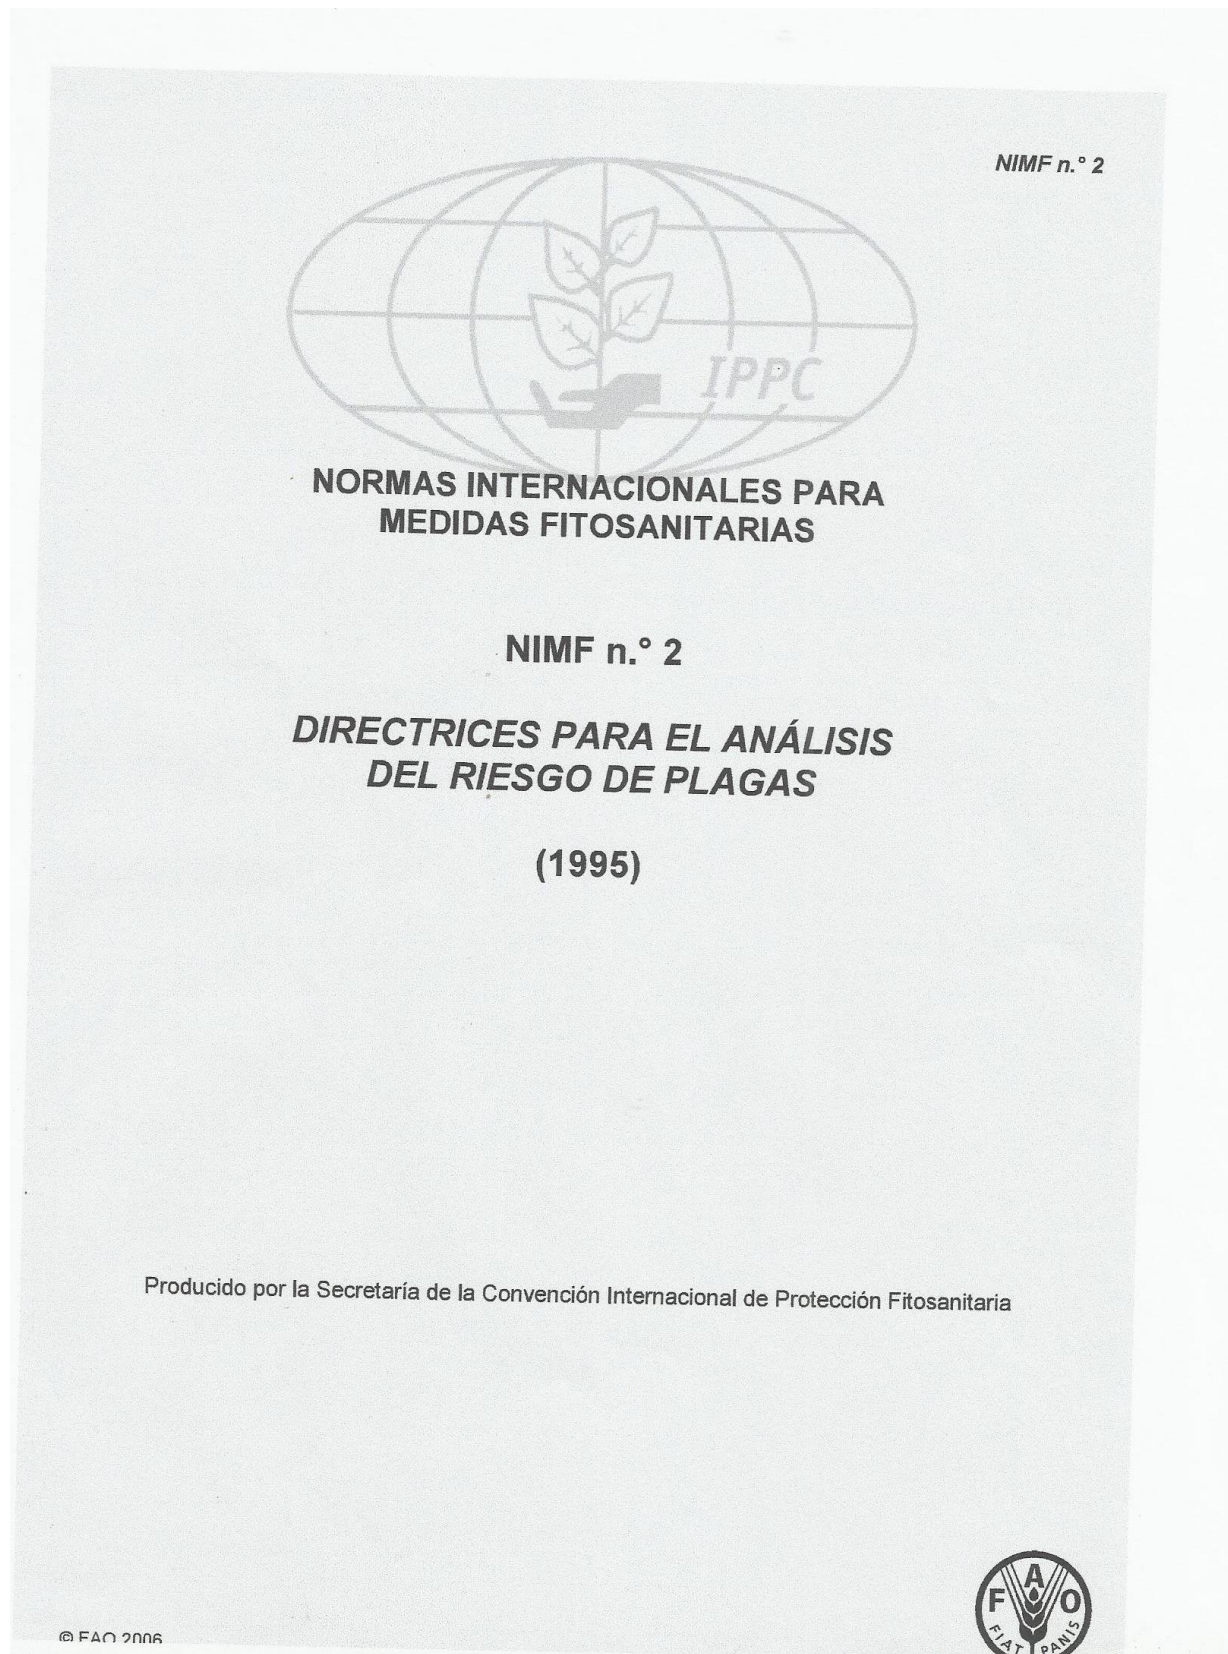 NIMF n.° 2
IPPC
NORMAS INTERNACIONALES PARA
MEDIDAS FITOSANITARIAS
NIMF n.° 2
DIRECTRICES PARA EL ANÁLISIS
DEL RIESGO DE PLAGAS
(1995)
Producido por la Secretaría de la Convención Internacional de Protección Fitosanitaria
F A O
FIAT PANIS
© FAO 2006